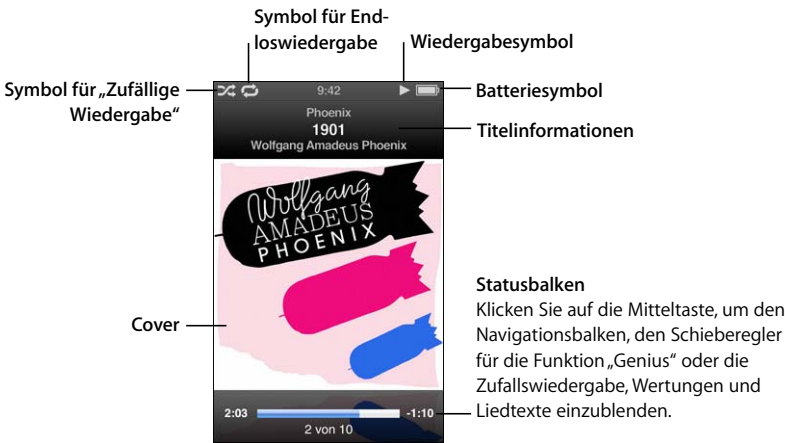 Symbol für End-
loswiedergabe
Wiedergabesymbol
Symbol für „Zufällige
Wiedergabe“
9:42
Batteriesymbol
Phoenix
1901
Wolfgang Amadeus Phoenix
Titelinformationen
Wolfgang
AMADEUS
PHOENIX
Cover
Statusbalken
Klicken Sie auf die Mitteltaste, um den
Navigationsbalken, den Schieberegler
für die Funktion „Genius“ oder die
Zufallswiedergabe, Wertungen und
Liedtexte einzublenden.
2:03
-1:10
2 von 10